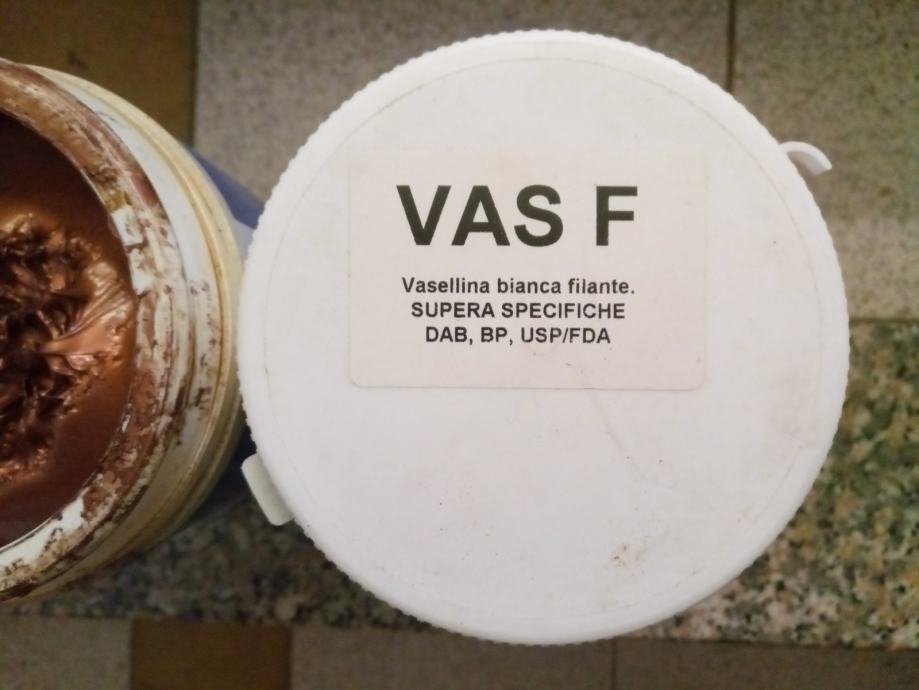 VAS F
Vasellina bianca filante.
SUPERA SPECIFICHE
DAB, BP, USP/FDA